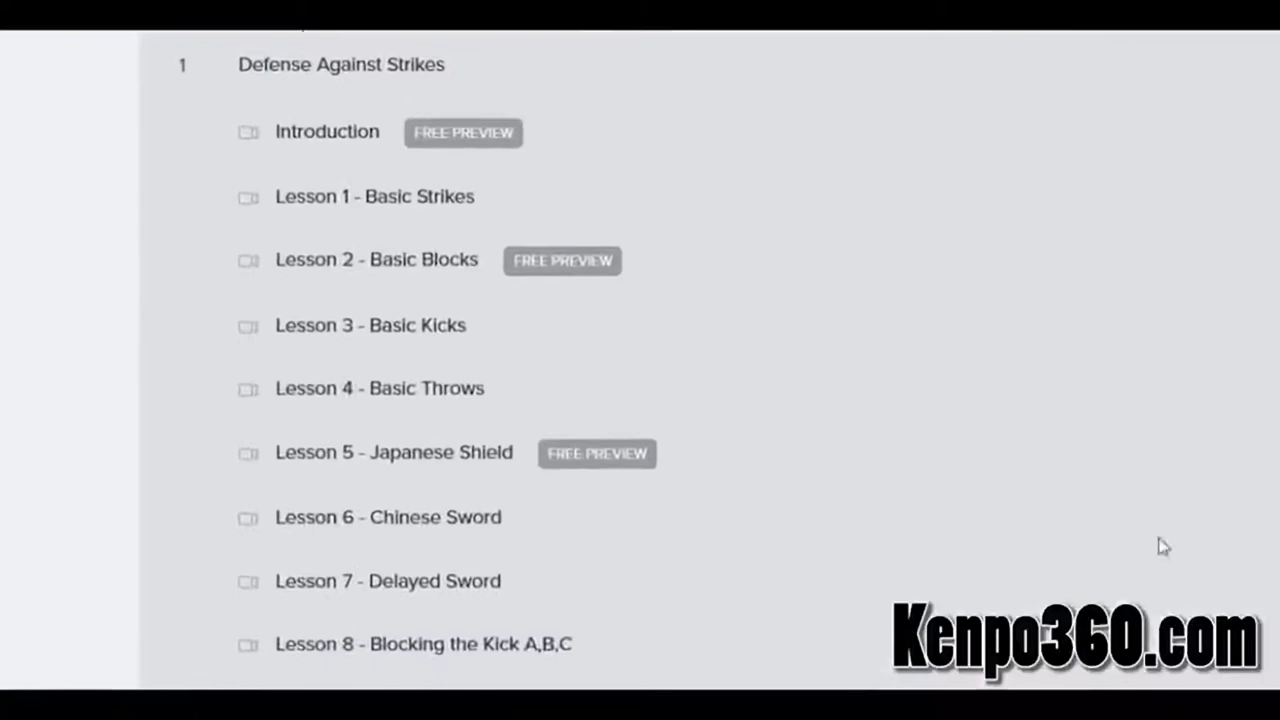 1 Defense Against Strikes
Introduction FREE PREVIEW
Lesson 1 - Basic Strikes
Lesson 2 - Basic Blocks FREE PREVIEW
Lesson 3 - Basic Kicks
Lesson 4 - Basic Throws
Lesson 5 - Japanese Shield FREE PREVIEW
Lesson 6 - Chinese Sword
Lesson 7 - Delayed Sword
Lesson 8 - Blocking the Kick A,B,C
Kenpo360.com